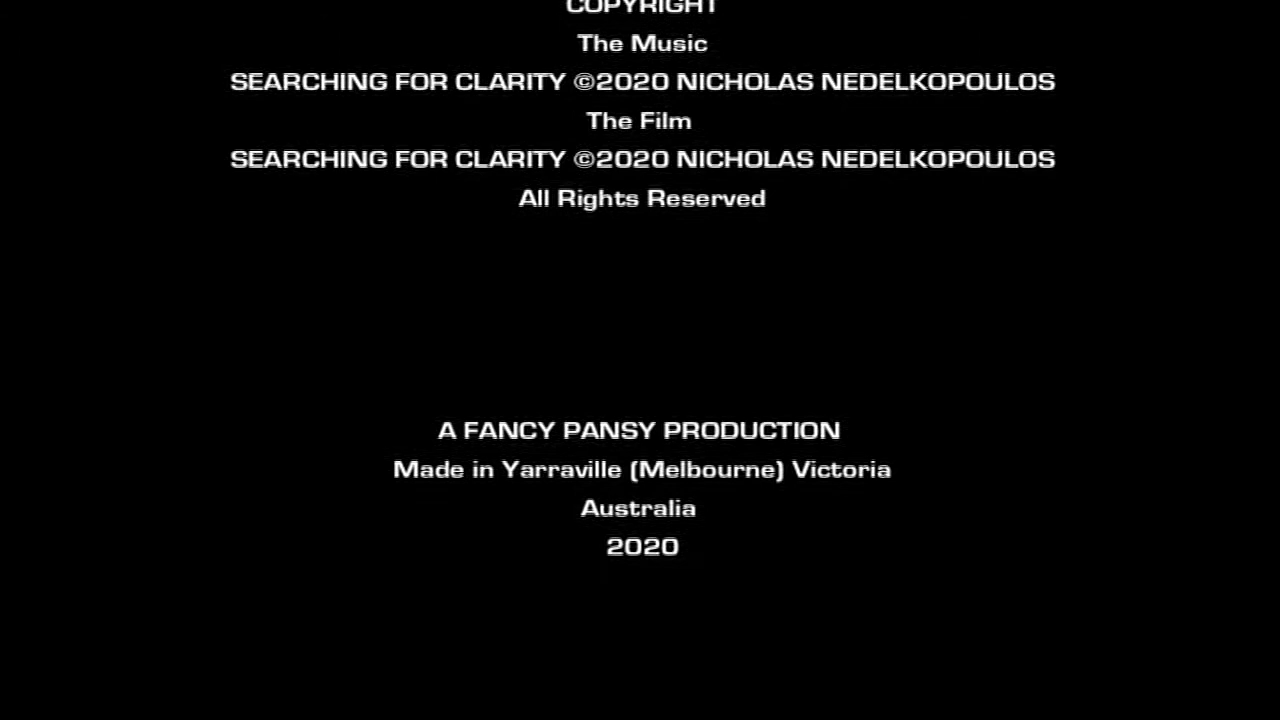 COPYRIGHT
The Music
SEARCHING FOR CLARITY ©2020 NICHOLAS NEDELKOPOULOS
The Film
SEARCHING FOR CLARITY ©2020 NICHOLAS NEDELKOPOULOS
All Rights Reserved
A FANCY PANSY PRODUCTION
Made in Yarraville (Melbourne) Victoria
Australia
2020